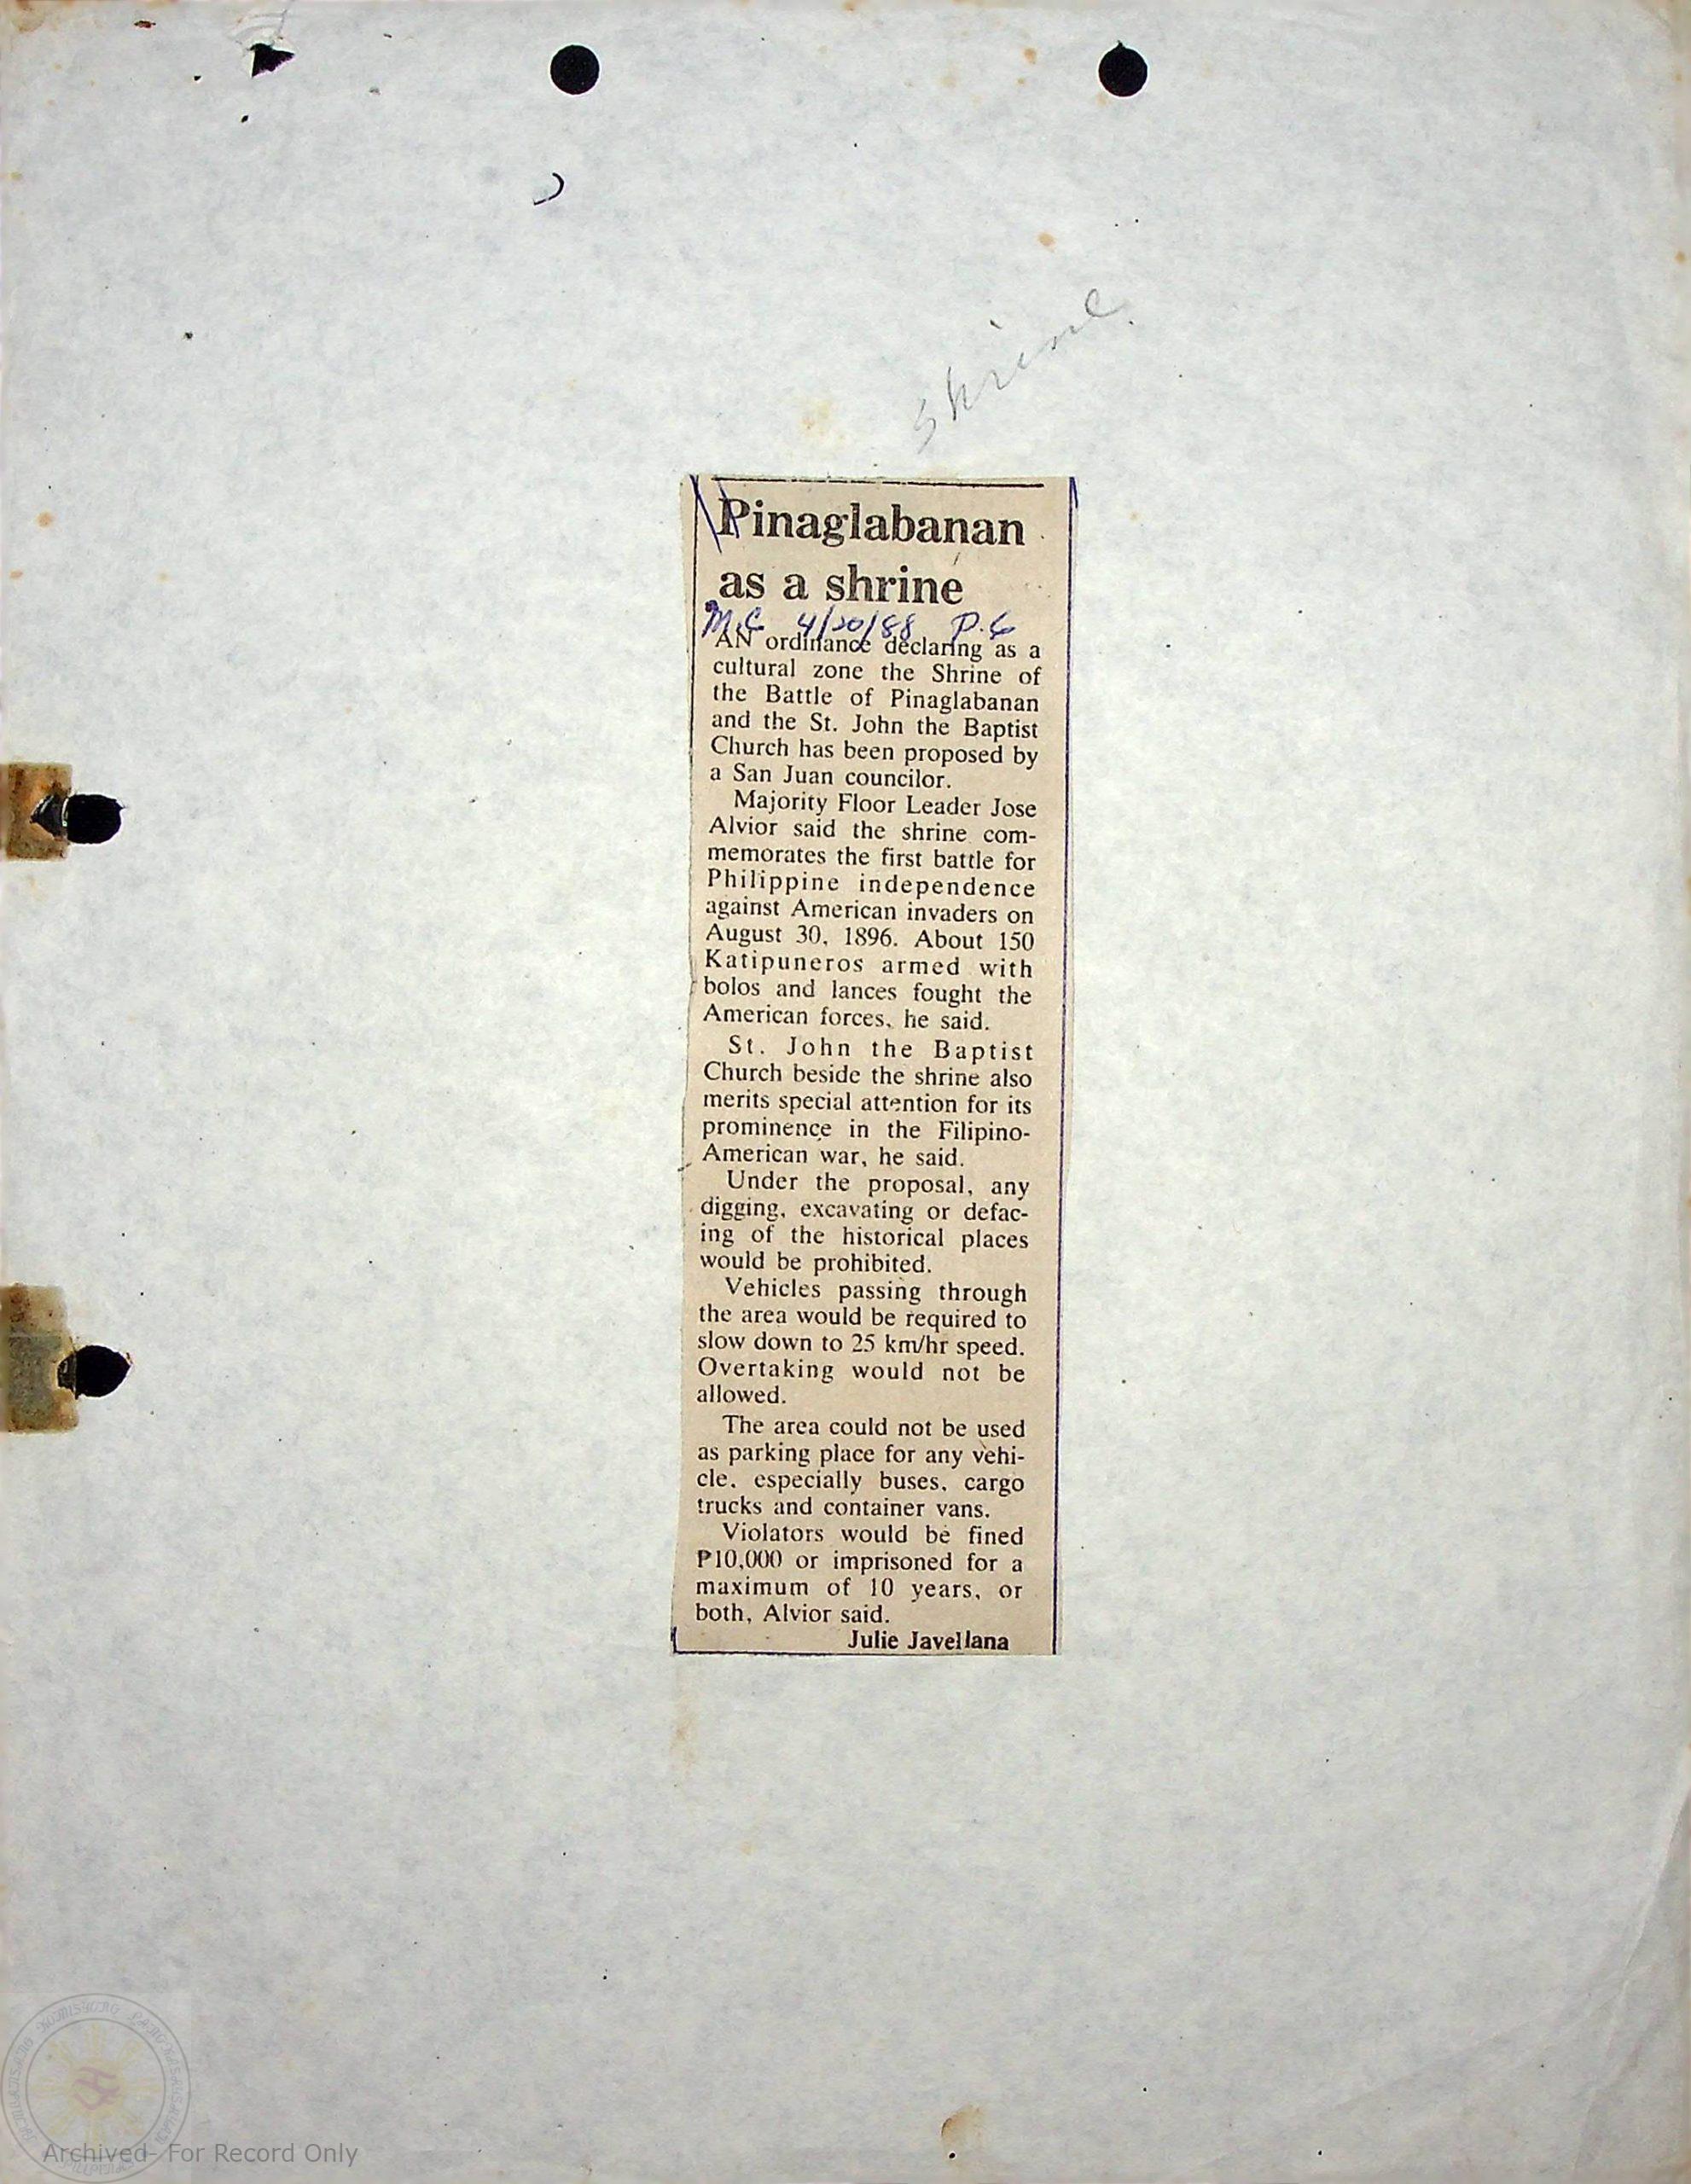 shrine
Pinaglabanan
as a shrine
M.C. 4/20/88 P.6
AN ordinance declaring as a
cultural zone the Shrine of
the Battle of Pinaglabanan
and the St. John the Baptist
Church has been proposed by
a San Juan councilor.
Majority Floor Leader Jose
Alvior said the shrine com-
memorates the first battle for
Philippine independence
against American invaders on
August 30, 1896. About 150
Katipuneros armed with
bolos and lances fought the
American forces, he said.
St. John the Baptist
Church beside the shrine also
merits special attention for its
prominence in the Filipino-
American war, he said.
Under the proposal, any
digging, excavating or defac-
ing of the historical places
would be prohibited.
Vehicles passing through
the area would be required to
slow down to 25 km/hr speed.
Overtaking would not be
allowed.
The area could not be used
as parking place for any vehi-
cle, especially buses, cargo
trucks and container vans.
Violators would be fined
₱10,000 or imprisoned for a
maximum of 10 years, or
both, Alvior said.
Julie Javellana
Archived- For Record Only